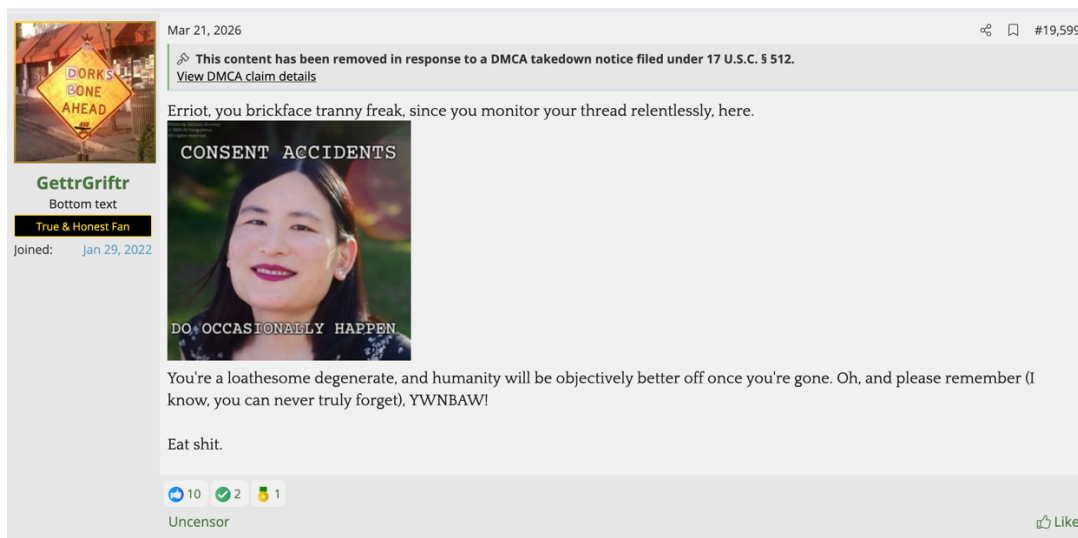 Mar 21, 2026
#19,599
This content has been removed in response to a DMCA takedown notice filed under 17 U.S.C. § 512.
View DMCA claim details
DORKS
BONE
AHEAD
GettrGriftr
Bottom text
True & Honest Fan
Joined: Jan 29, 2022
Erriot, you brickface tranny freak, since you monitor your thread relentlessly, here.
All rights reserved.
CONSENT ACCIDENTS
DO OCCASIONALLY HAPPEN
You're a loathesome degenerate, and humanity will be objectively better off once you're gone. Oh, and please remember (I
know, you can never truly forget), YWNBAW!
Eat shit.
10 2 1
Uncensor
Like